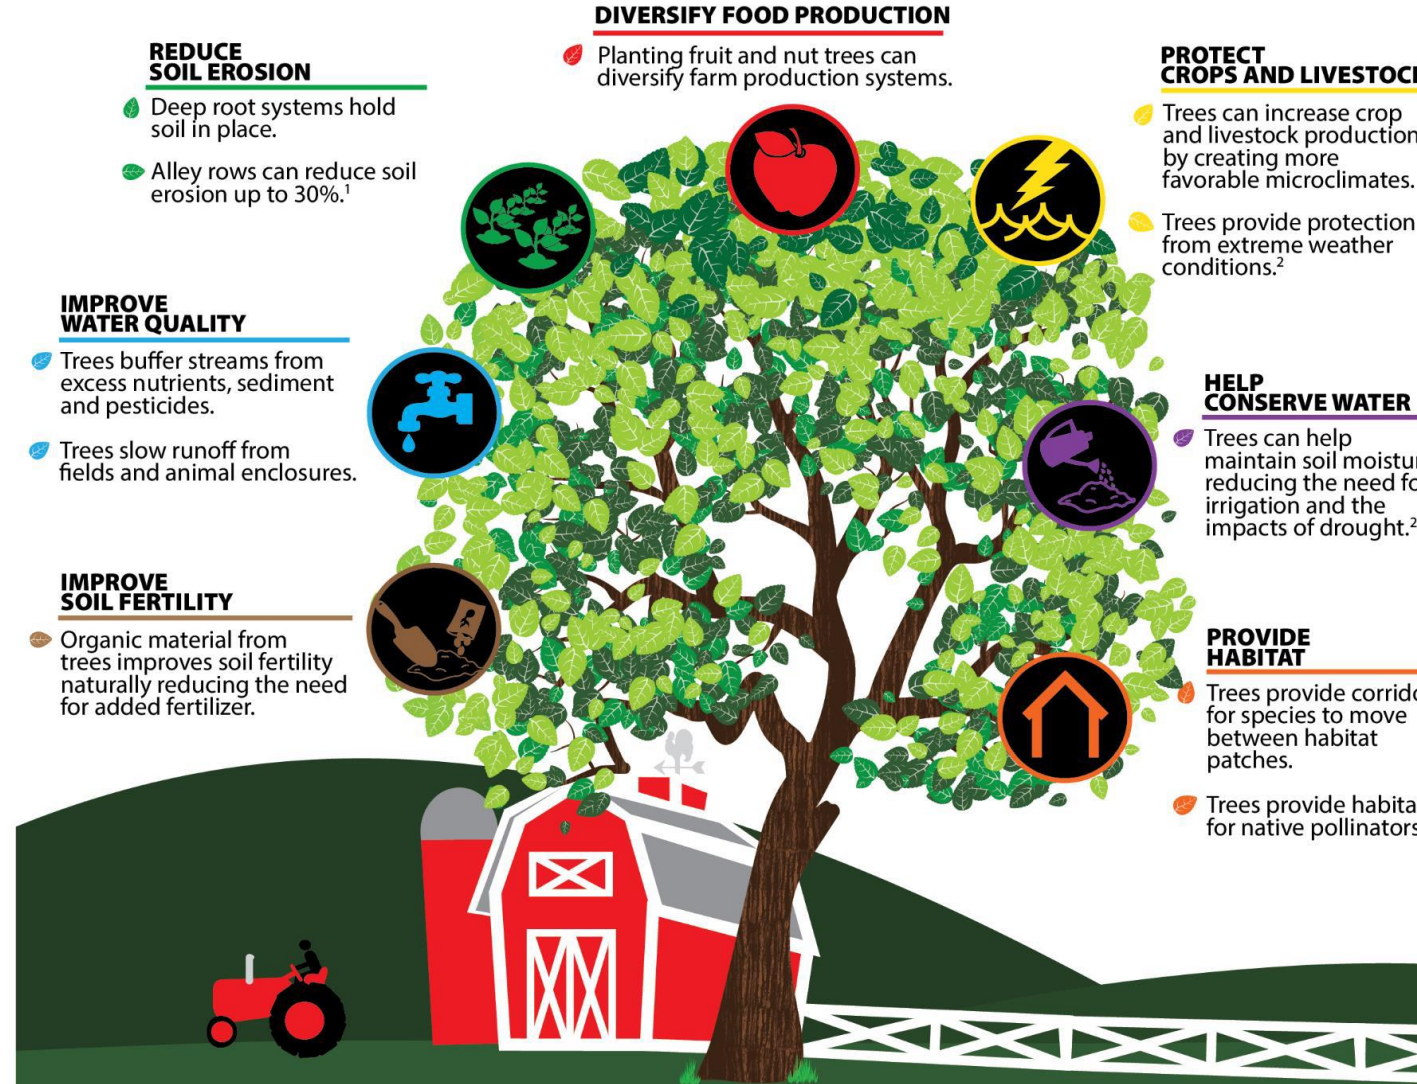 DIVERSIFY FOOD PRODUCTION
Planting fruit and nut trees can
diversify farm production systems.
REDUCE
SOIL EROSION
Deep root systems hold
soil in place.
Alley rows can reduce soil
erosion up to 30%.¹
IMPROVE
WATER QUALITY
Trees buffer streams from
excess nutrients, sediment
and pesticides.
Trees slow runoff from
fields and animal enclosures.
IMPROVE
SOIL FERTILITY
Organic material from
trees improves soil fertility
naturally reducing the need
for added fertilizer.
PROTECT
CROPS AND LIVESTOCK
Trees can increase crop
and livestock production
by creating more
favorable microclimates.
Trees provide protection
from extreme weather
conditions.²
HELP
CONSERVE WATER
Trees can help
maintain soil moistur
reducing the need fo
irrigation and the
impacts of drought.²
PROVIDE
HABITAT
Trees provide corrido
for species to move
between habitat
patches.
Trees provide habita
for native pollinators